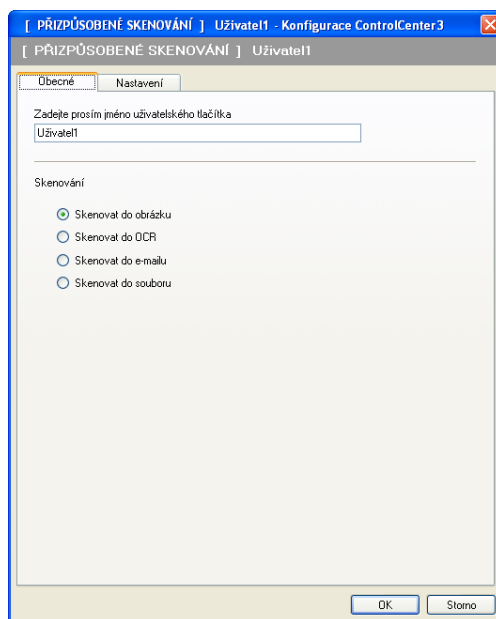 [ PŘIZPŮSOBENÉ SKENOVÁNÍ ] Uživatel1 - Konfigurace ControlCenter3
[ PŘIZPŮSOBENÉ SKENOVÁNÍ ] Uživatel1
Obecné Nastavení
Zadejte prosím jméno uživatelského tlačítka
Uživatel1
Skenování
Skenovat do obrázku
Skenovat do OCR
Skenovat do e-mailu
Skenovat do souboru
OK Storno